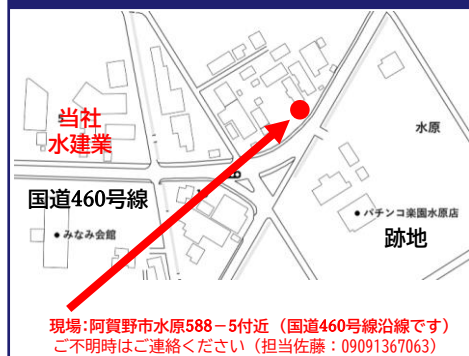 当社
水建業
水原
国道460号線
● みなみ会館
● パチンコ楽園水原店
跡地
現場:阿賀野市水原588－5付近（国道460号線沿線です）
ご不明時はご連絡ください（担当佐藤：09091367063）